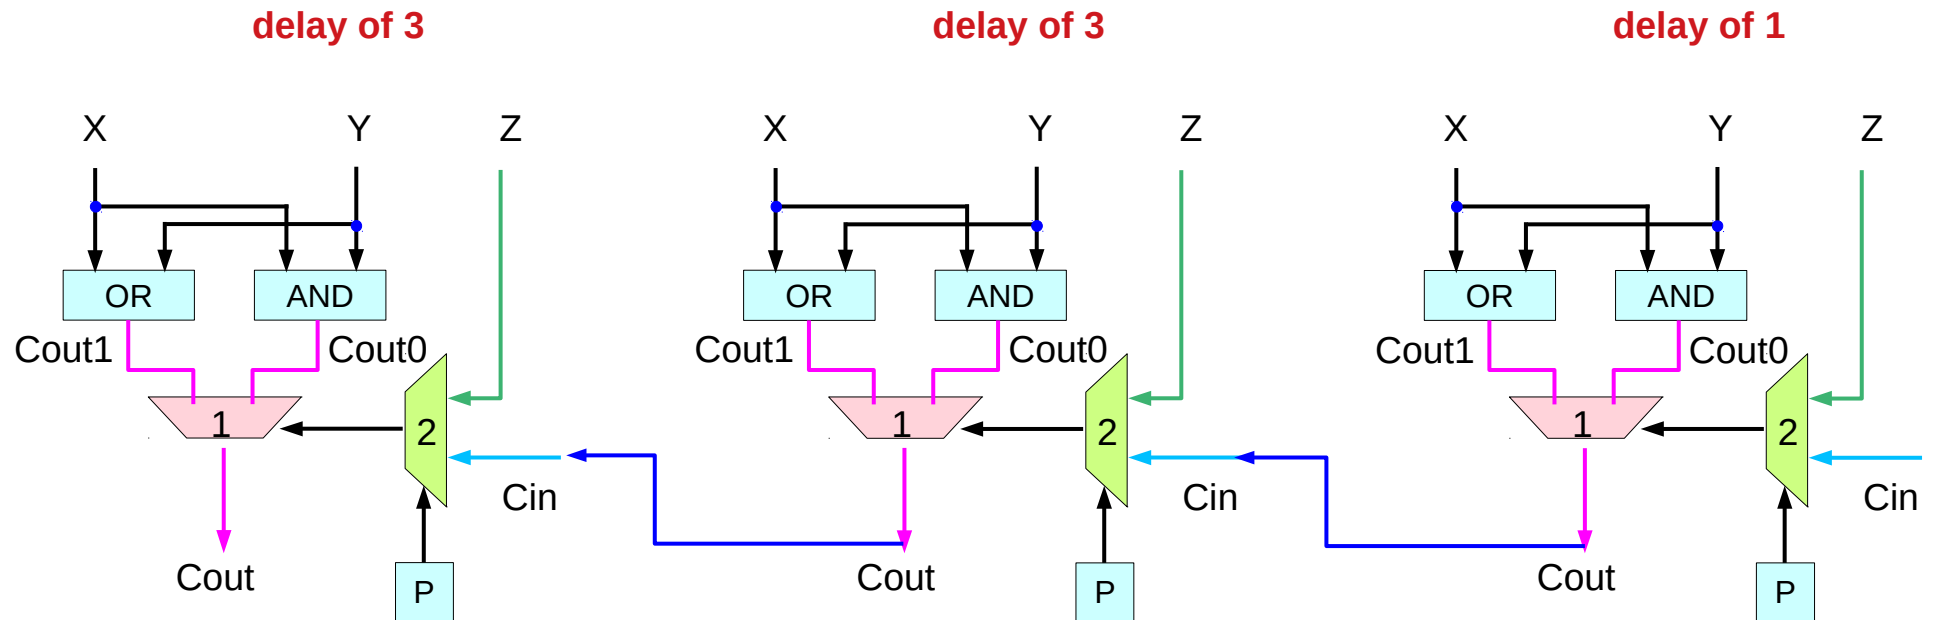 delay of 3 delay of 3 delay of 1
X Y Z X Y Z X Y Z
OR AND OR AND OR AND
Cout1 Cout0 Cout1 Cout0 Cout1 Cout0
1 2 1 2 1 2
Cin Cin Cin
Cout Cout Cout
P P P